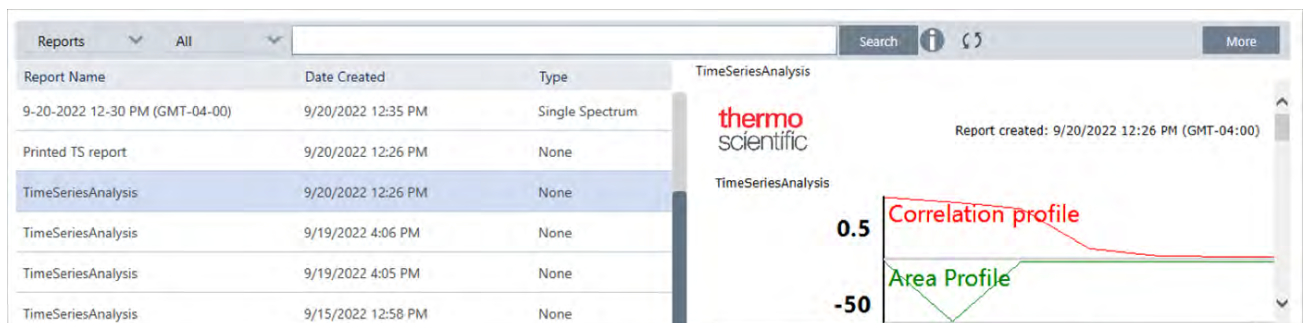 Reports All Search More
Report Name Date Created Type
9-20-2022 12-30 PM (GMT-04-00) 9/20/2022 12:35 PM Single Spectrum
Printed TS report 9/20/2022 12:26 PM None
TimeSeriesAnalysis 9/20/2022 12:26 PM None
TimeSeriesAnalysis 9/19/2022 4:06 PM None
TimeSeriesAnalysis 9/19/2022 4:05 PM None
TimeSeriesAnalysis 9/15/2022 12:58 PM None
TimeSeriesAnalysis
thermo
scientific
Report created: 9/20/2022 12:26 PM (GMT-04:00)
TimeSeriesAnalysis
Correlation profile
0.5
Area Profile
-50